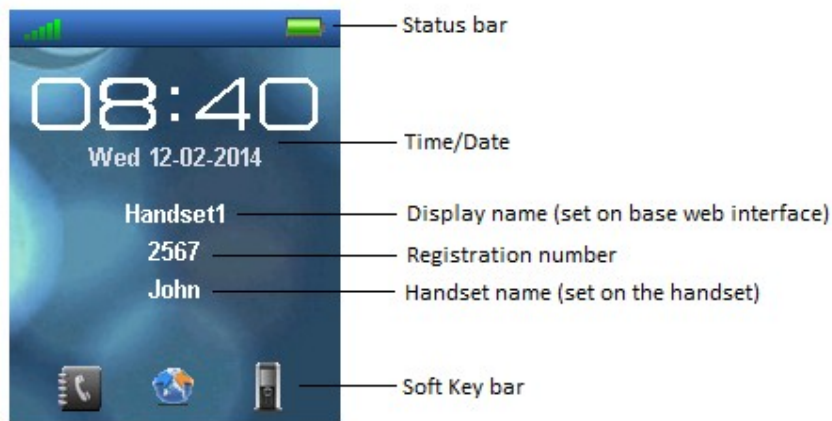 Status bar
08:40
Time/Date
Wed 12-02-2014
Handset1
Display name (set on base web interface)
2567
Registration number
John
Handset name (set on the handset)
Soft Key bar